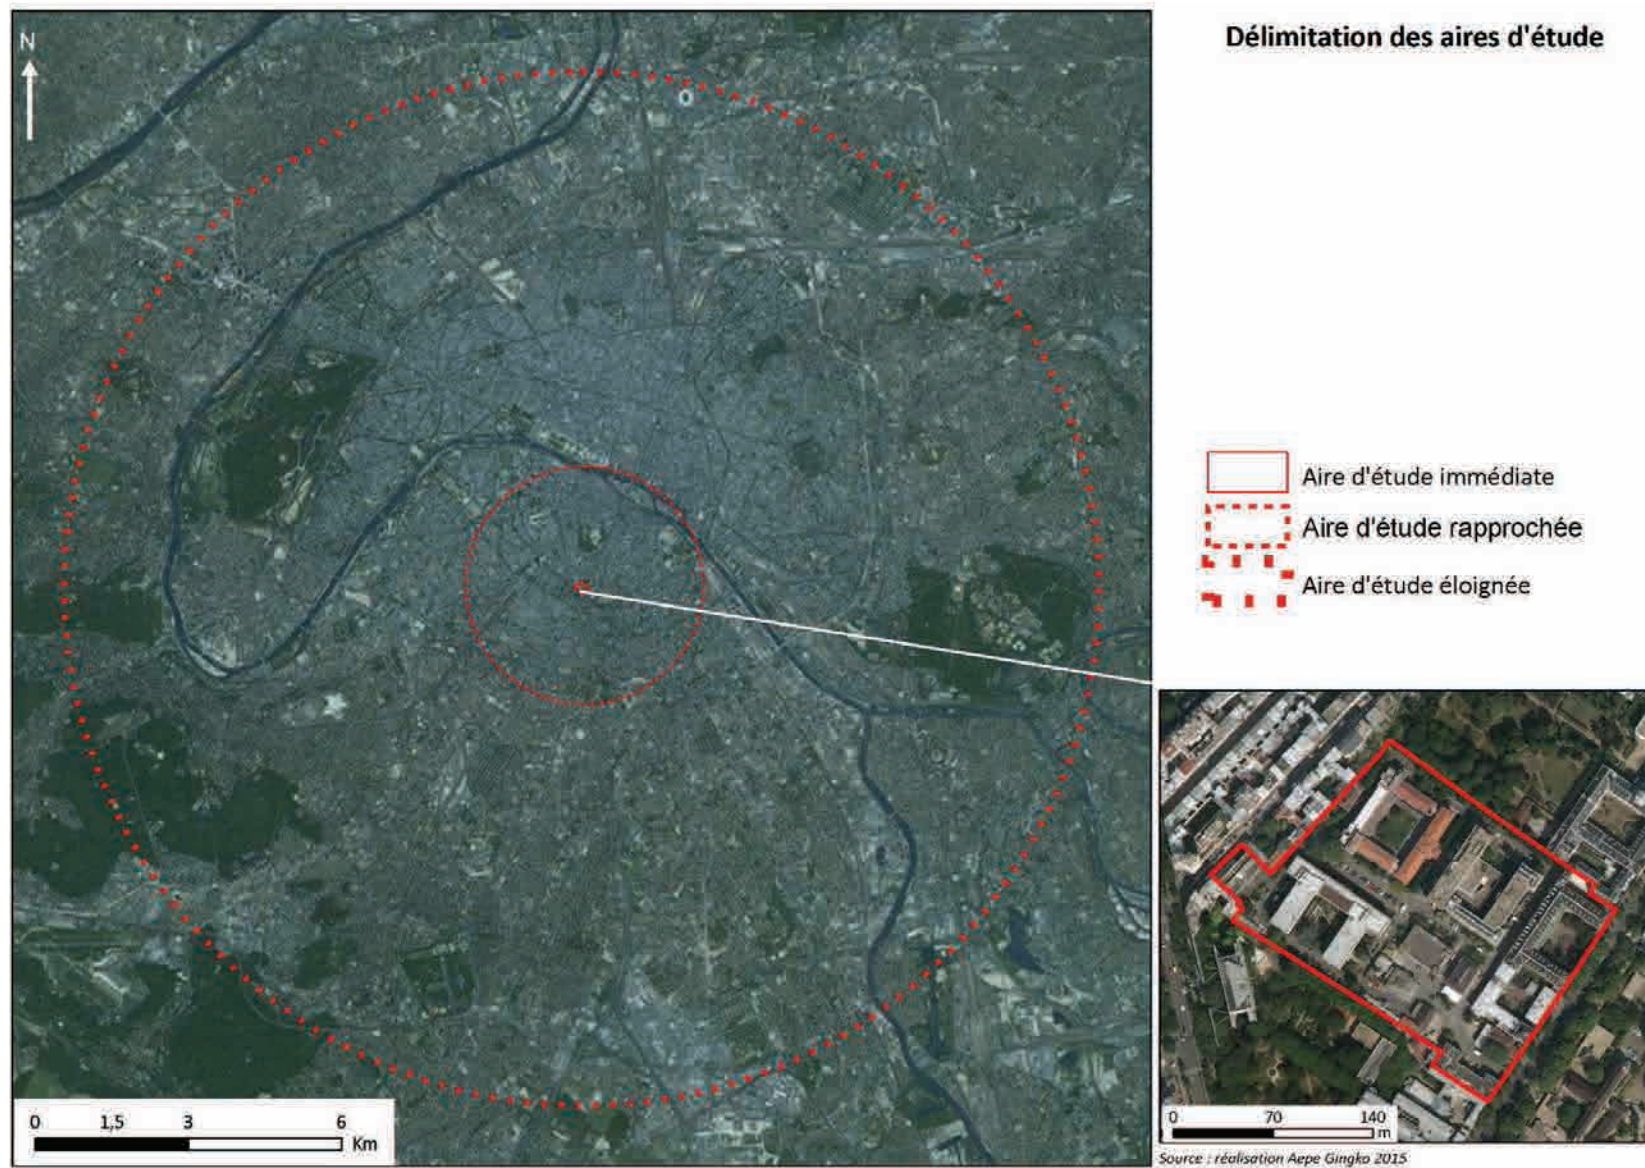 Délimitation des aires d'étude
N
Aire d'étude immédiate
Aire d'étude rapprochée
Aire d'étude éloignée
0 1,5 3 6
Km
0 70 140
m
Source : réalisation Aepe Gingko 2015